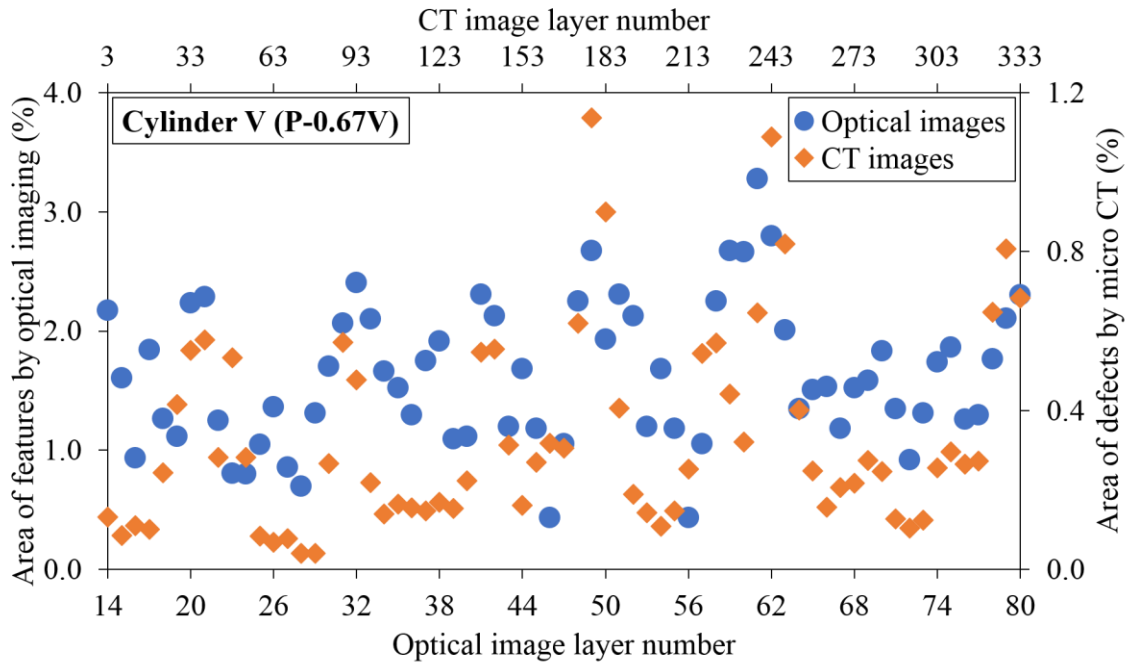 CT image layer number
3 33 63 93 123 153 183 213 243 273 303 333
Cylinder V (P-0.67V)
Optical images
CT images
Area of features by optical imaging (%)
4.0
3.0
2.0
1.0
0.0
1.2
0.8
0.4
0.0
Area of defects by micro CT (%)
14 20 26 32 38 44 50 56 62 68 74 80
Optical image layer number